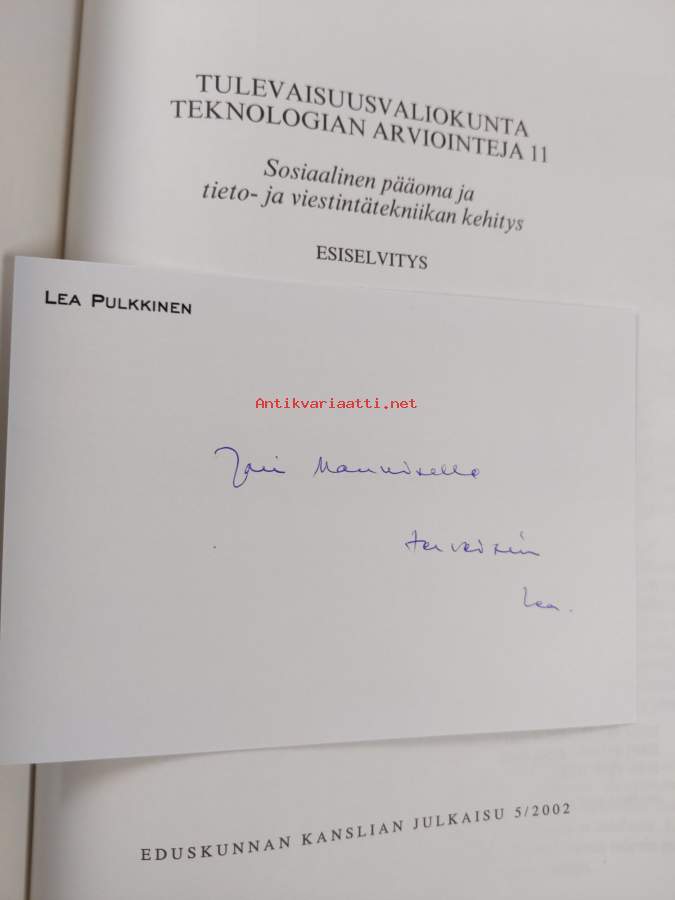 TULEVAISUUSVALIOKUNTA
TEKNOLOGIAN ARVIOINTEJA 11
Sosiaalinen pääoma ja
tieto- ja viestintätekniikan kehitys
ESISELVITYS
LEA PULKKINEN
Antikvariaatti.net
Manniselle
terveisin
Lea.
EDUSKUNNAN KANSLIAN JULKAISU 5/2002